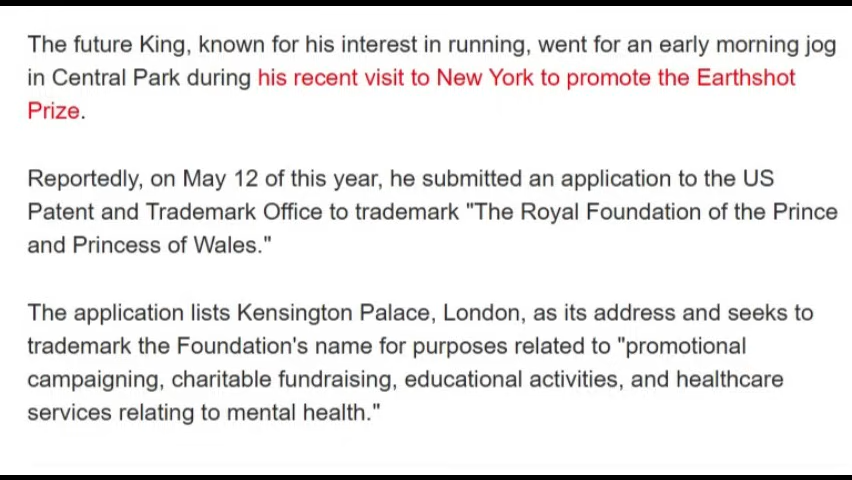 The future King, known for his interest in running, went for an early morning jog
in Central Park during his recent visit to New York to promote the Earthshot
Prize.
Reportedly, on May 12 of this year, he submitted an application to the US
Patent and Trademark Office to trademark "The Royal Foundation of the Prince
and Princess of Wales."
The application lists Kensington Palace, London, as its address and seeks to
trademark the Foundation's name for purposes related to "promotional
campaigning, charitable fundraising, educational activities, and healthcare
services relating to mental health."